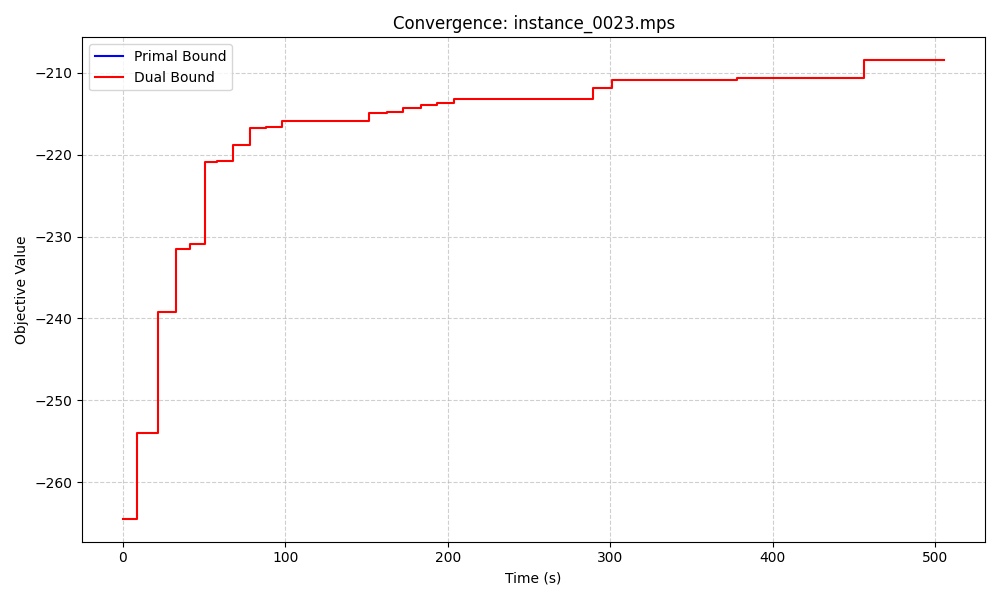 Convergence: instance_0023.mps
Primal Bound
Dual Bound
Objective Value
−210
−220
−230
−240
−250
−260
0 100 200 300 400 500
Time (s)